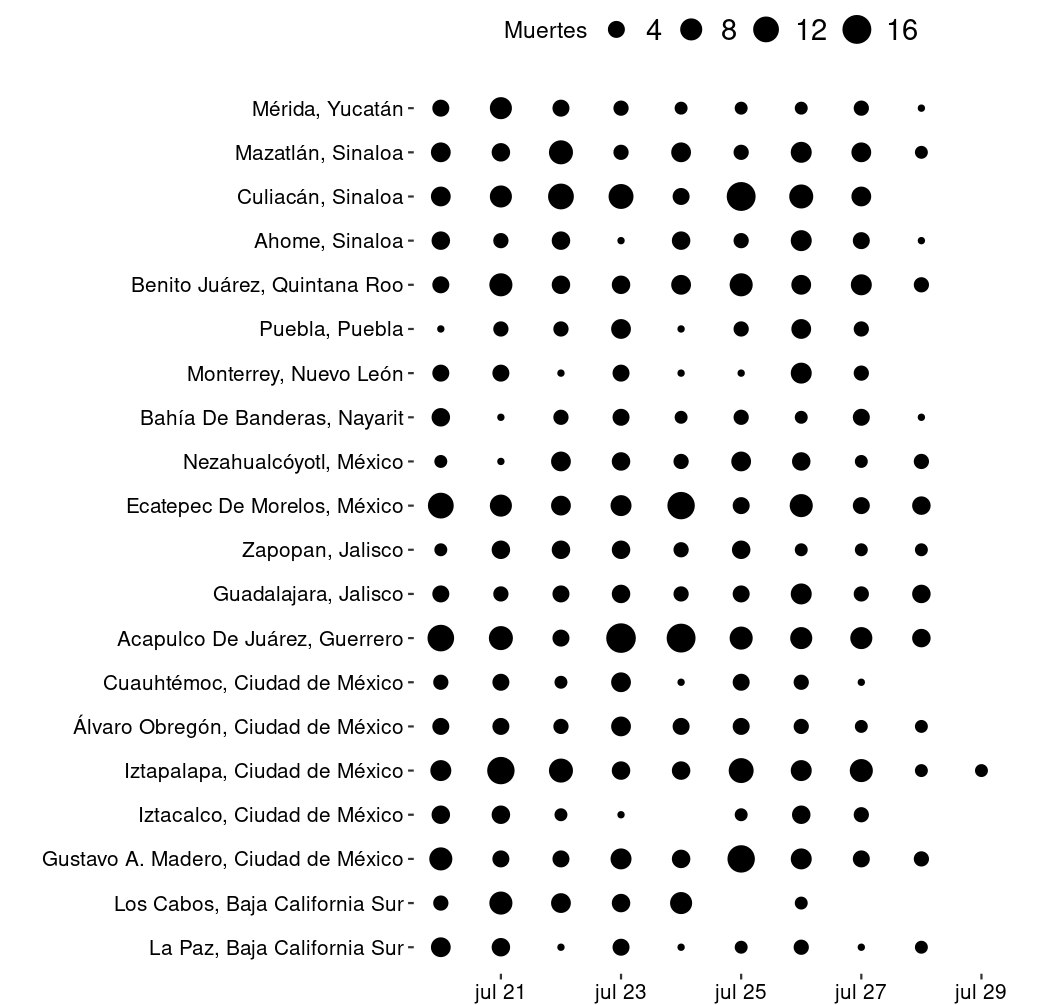 Muertes 4 8 12 16
Mérida, Yucatán
Mazatlán, Sinaloa
Culiacán, Sinaloa
Ahome, Sinaloa
Benito Juárez, Quintana Roo
Puebla, Puebla
Monterrey, Nuevo León
Bahía De Banderas, Nayarit
Nezahualcóyotl, México
Ecatepec De Morelos, México
Zapopan, Jalisco
Guadalajara, Jalisco
Acapulco De Juárez, Guerrero
Cuauhtémoc, Ciudad de México
Álvaro Obregón, Ciudad de México
Iztapalapa, Ciudad de México
Iztacalco, Ciudad de México
Gustavo A. Madero, Ciudad de México
Los Cabos, Baja California Sur
La Paz, Baja California Sur
jul 21 jul 23 jul 25 jul 27 jul 29